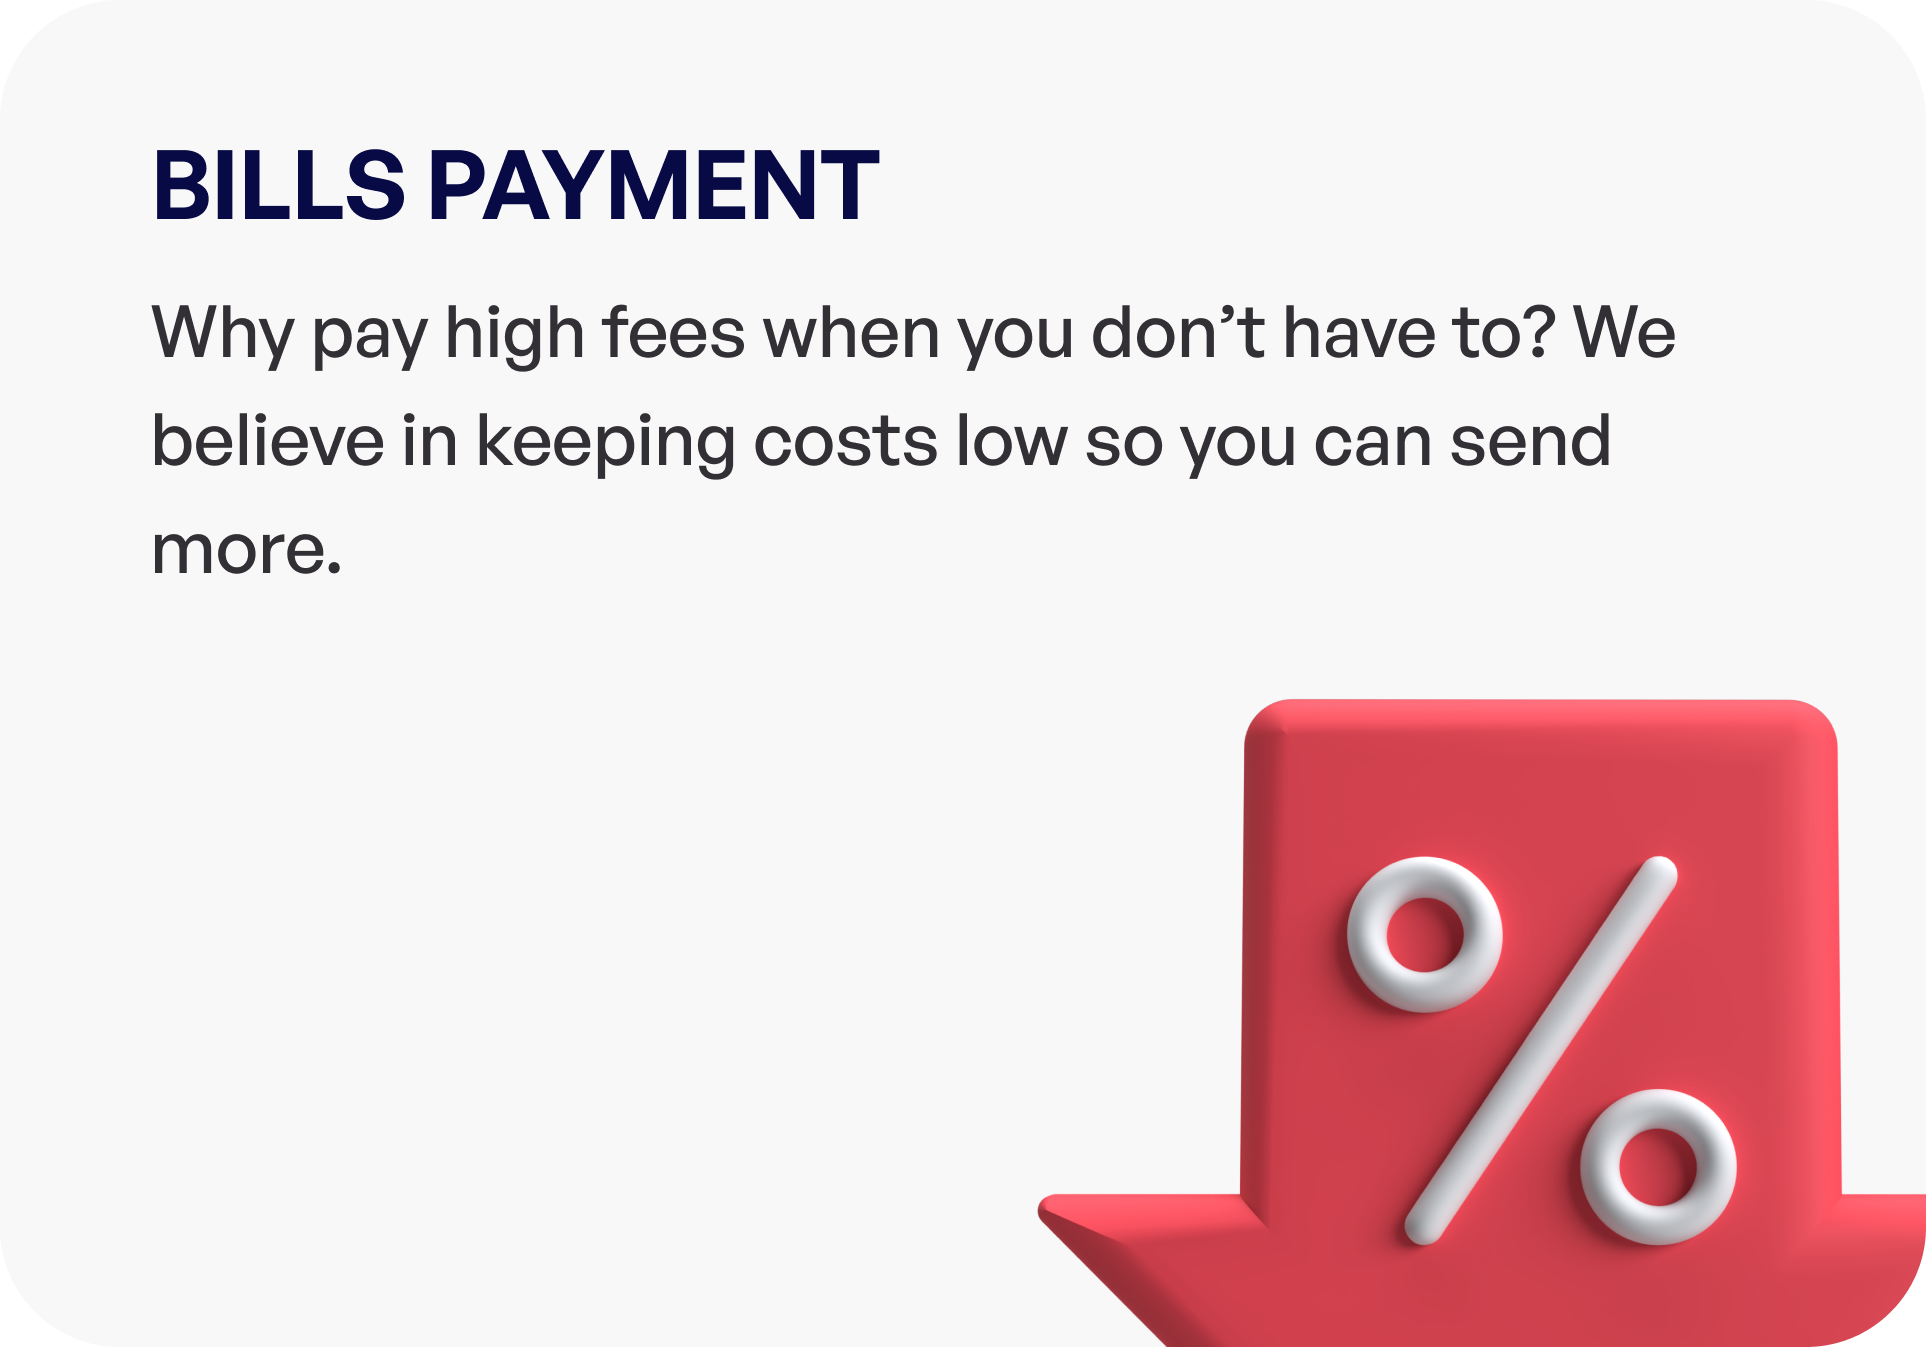 BILLS PAYMENT
Why pay high fees when you don’t have to? We
believe in keeping costs low so you can send
more.
%